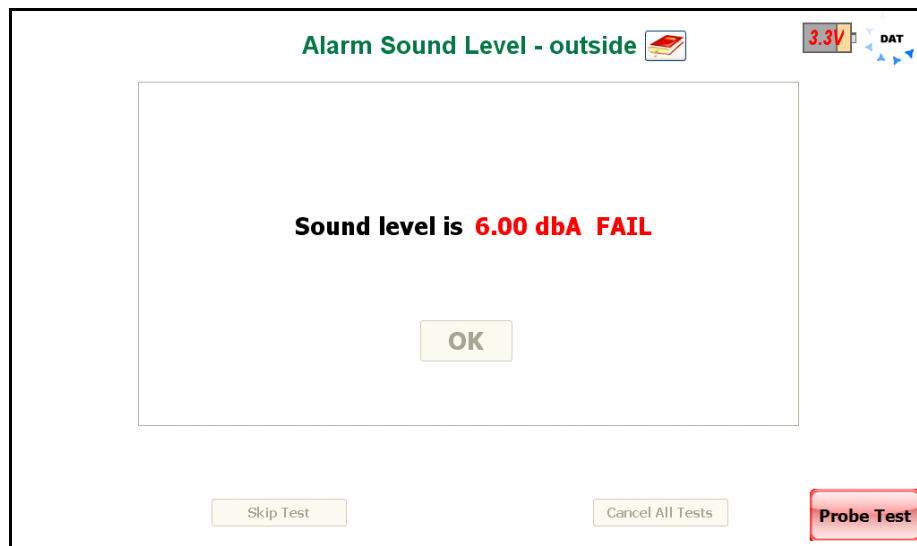 Alarm Sound Level - outside
3.3V
DAT
Sound level is 6.00 dbA FAIL
OK
Skip Test
Cancel All Tests
Probe Test